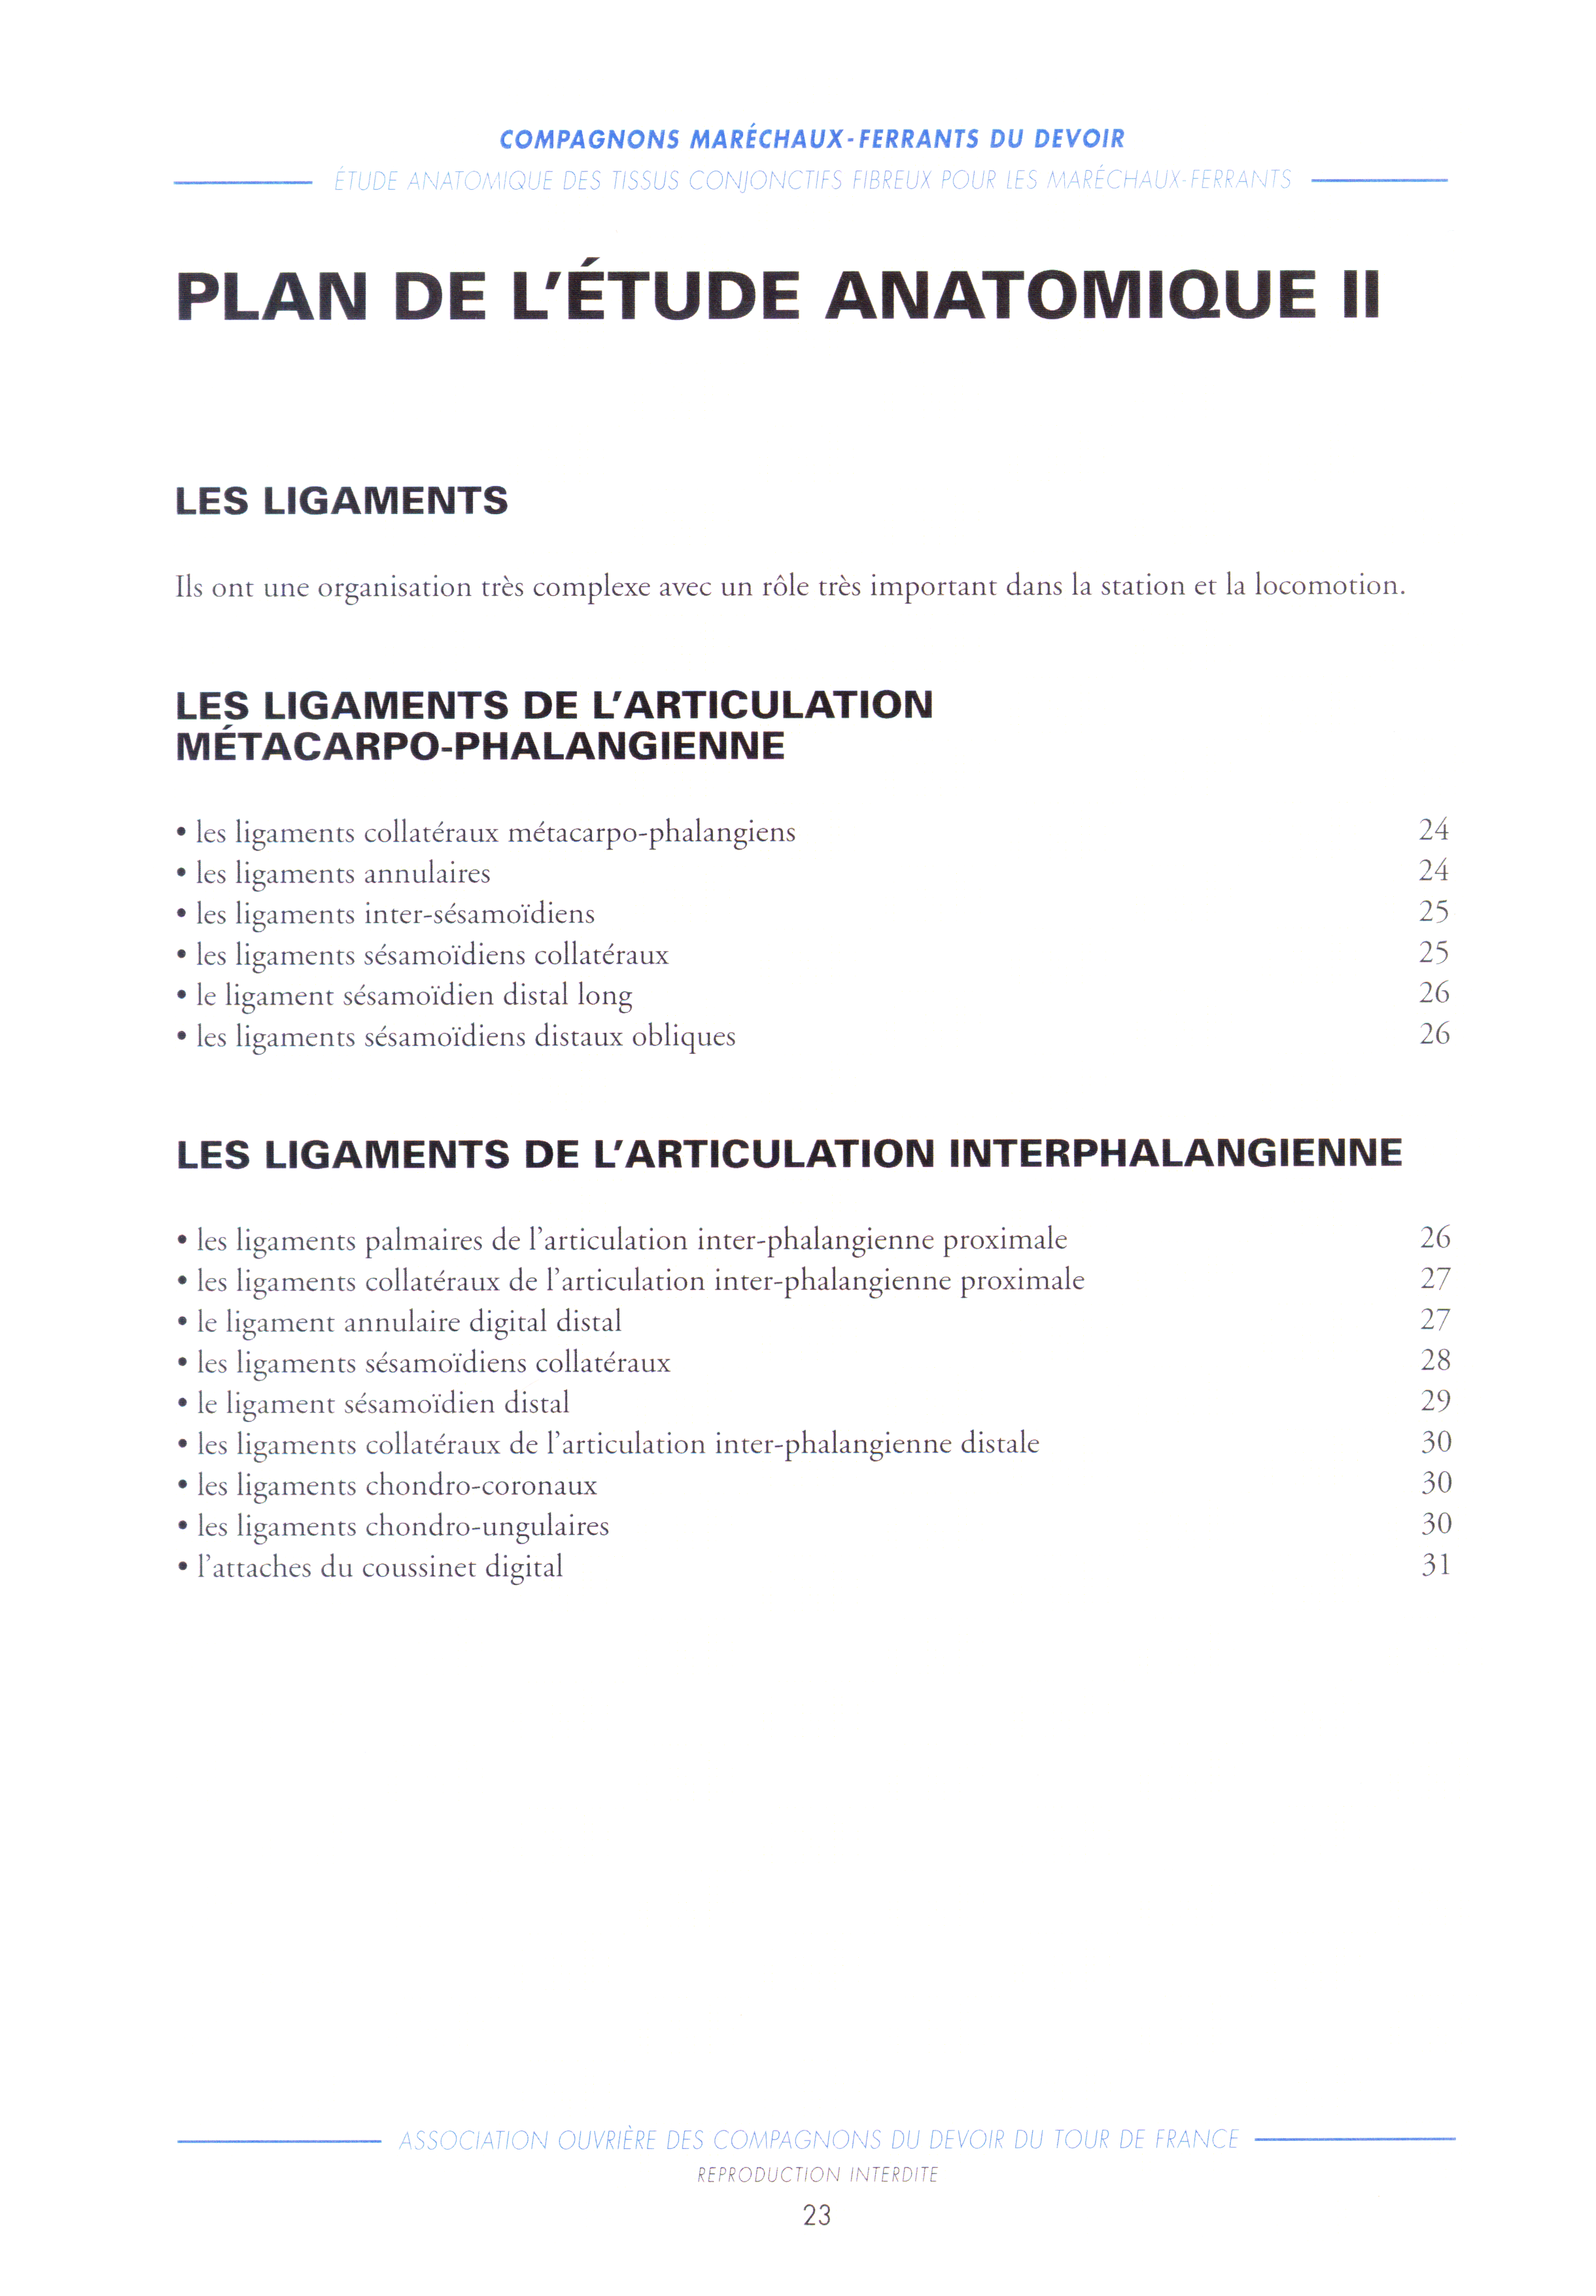 COMPAGNONS MARÉCHAUX-FERRANTS DU DEVOIR
ÉTUDE ANATOMIQUE DES TISSUS CONJONCTIFS FIBREUX POUR LES MARÉCHAUX-FERRANTS
PLAN DE L'ÉTUDE ANATOMIQUE II
LES LIGAMENTS
Ils ont une organisation très complexe avec un rôle très important dans la station et la locomotion.
LES LIGAMENTS DE L'ARTICULATION
MÉTACARPO-PHALANGIENNE
• les ligaments collatéraux métacarpo-phalangiens 24
• les ligaments annulaires 24
• les ligaments inter-sésamoïdiens 25
• les ligaments sésamoïdiens collatéraux 25
• le ligament sésamoïdien distal long 26
• les ligaments sésamoïdiens distaux obliques 26
LES LIGAMENTS DE L'ARTICULATION INTERPHALANGIENNE
• les ligaments palmaires de l'articulation inter-phalangienne proximale 26
• les ligaments collatéraux de l'articulation inter-phalangienne proximale 27
• le ligament annulaire digital distal 27
• les ligaments sésamoïdiens collatéraux 28
• le ligament sésamoïdien distal 29
• les ligaments collatéraux de l'articulation inter-phalangienne distale 30
• les ligaments chondro-coronaux 30
• les ligaments chondro-ungulaires 30
• l'attaches du coussinet digital 31
ASSOCIATION OUVRIÈRE DES COMPAGNONS DU DEVOIR DU TOUR DE FRANCE
REPRODUCTION INTERDITE
23